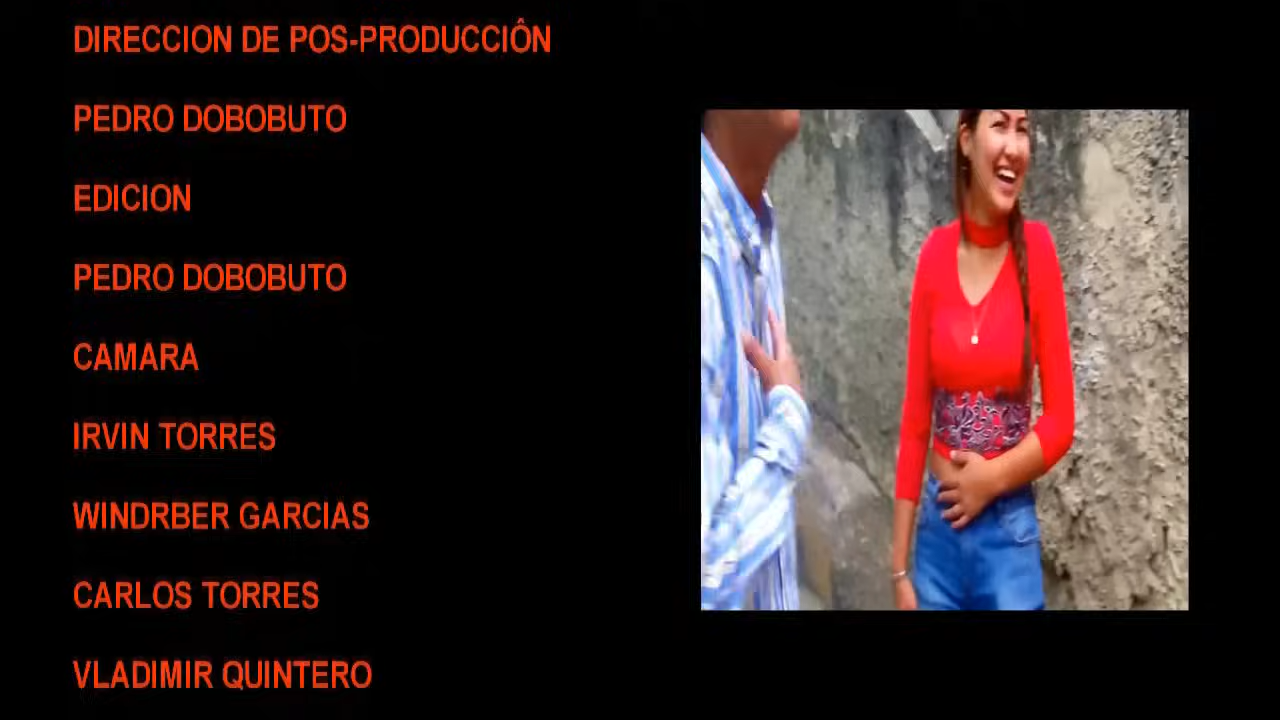 DIRECCION DE POS-PRODUCCIÔN
PEDRO DOBOBUTO
EDICION
PEDRO DOBOBUTO
CAMARA
IRVIN TORRES
WINDRBER GARCIAS
CARLOS TORRES
VLADIMIR QUINTERO